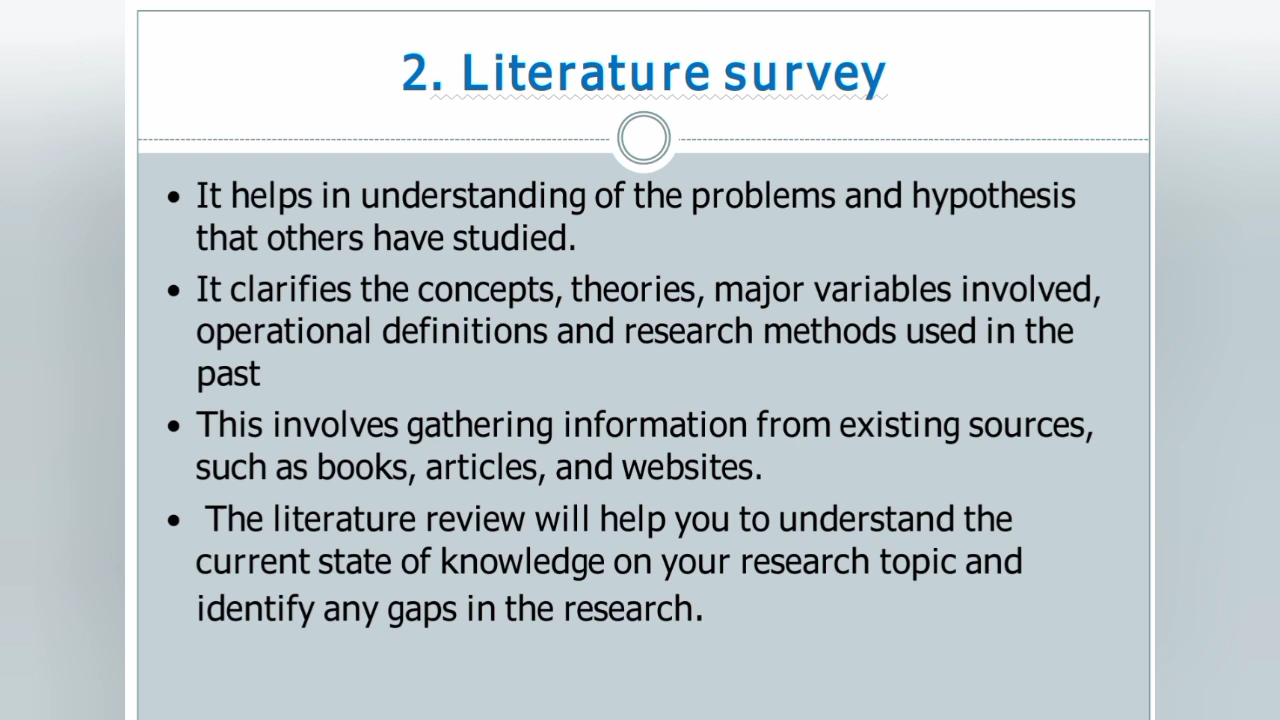 2. Literature survey
• It helps in understanding of the problems and hypothesis
that others have studied.
• It clarifies the concepts, theories, major variables involved,
operational definitions and research methods used in the
past
• This involves gathering information from existing sources,
such as books, articles, and websites.
• The literature review will help you to understand the
current state of knowledge on your research topic and
identify any gaps in the research.